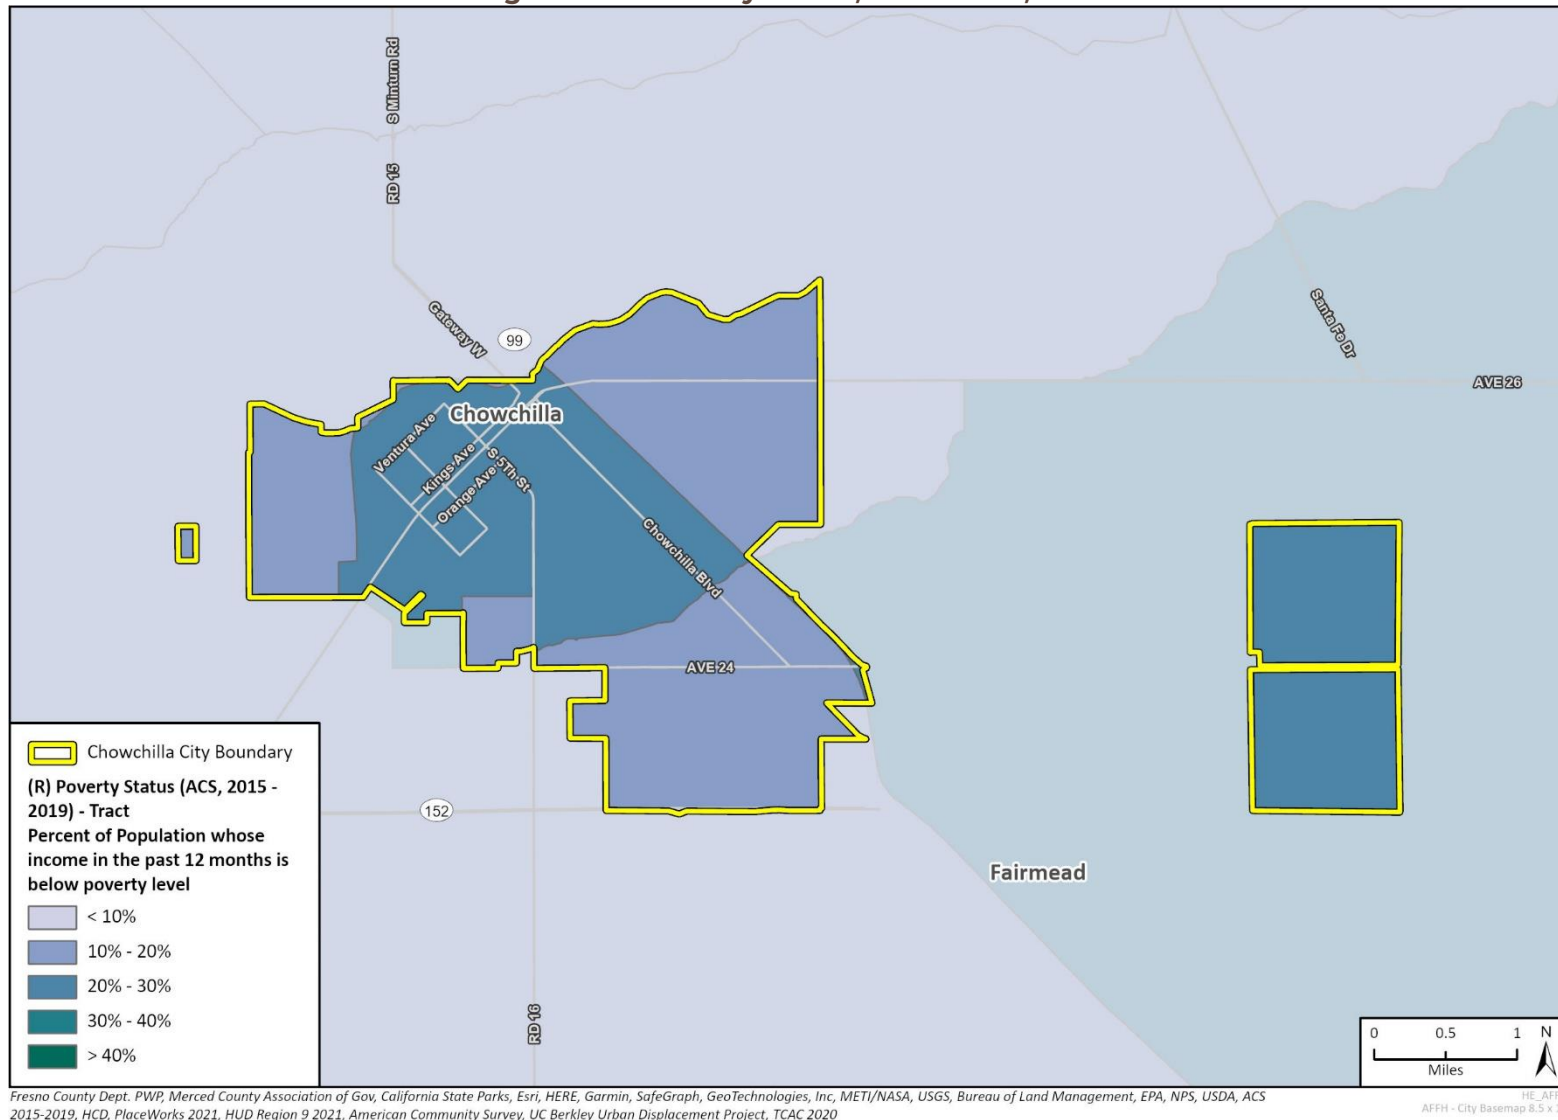 S Minturn Rd
RD 15
Gateway W
99
Santa Fe Dr
AVE 26
Chowchilla
Ventura Ave
Kings Ave
S 5Th St
Orange Ave
Chowchilla Blvd
AVE 24
152
Fairmead
RD 16
Chowchilla City Boundary
(R) Poverty Status (ACS, 2015 -
2019) - Tract
Percent of Population whose
income in the past 12 months is
below poverty level
< 10%
10% - 20%
20% - 30%
30% - 40%
> 40%
0 0.5 1 N
Miles
Fresno County Dept. PWP, Merced County Association of Gov, California State Parks, Esri, HERE, Garmin, SafeGraph, GeoTechnologies, Inc, METI/NASA, USGS, Bureau of Land Management, EPA, NPS, USDA, ACS
2015-2019, HCD, PlaceWorks 2021, HUD Region 9 2021, American Community Survey, UC Berkley Urban Displacement Project, TCAC 2020
AFFH - City Basemap 8.5 x